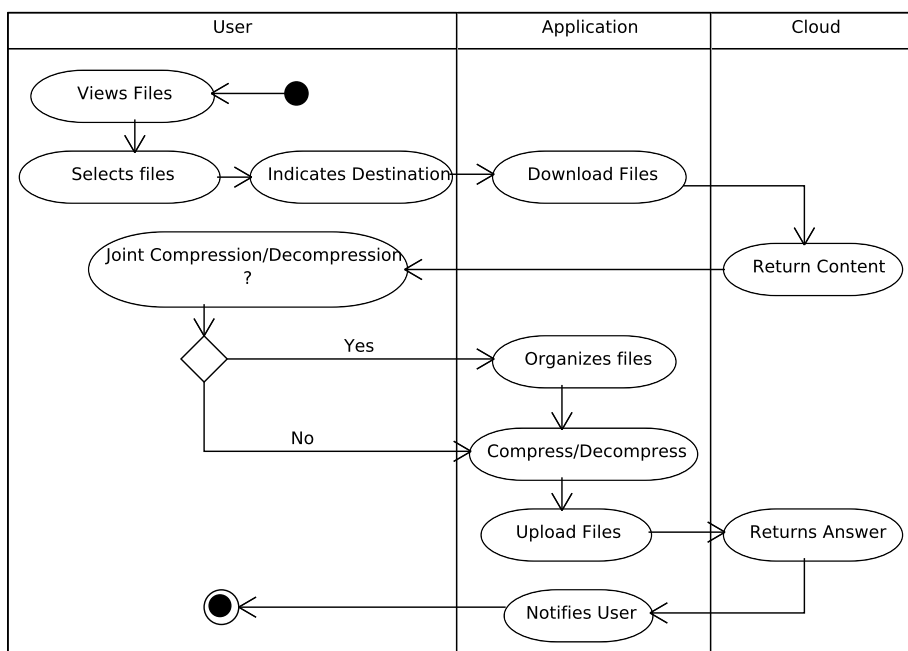 User
Application
Cloud
Views Files
Selects files
Indicates Destination
Download Files
Joint Compression/Decompression
?
Return Content
Yes
Organizes files
No
Compress/Decompress
Upload Files
Returns Answer
Notifies User